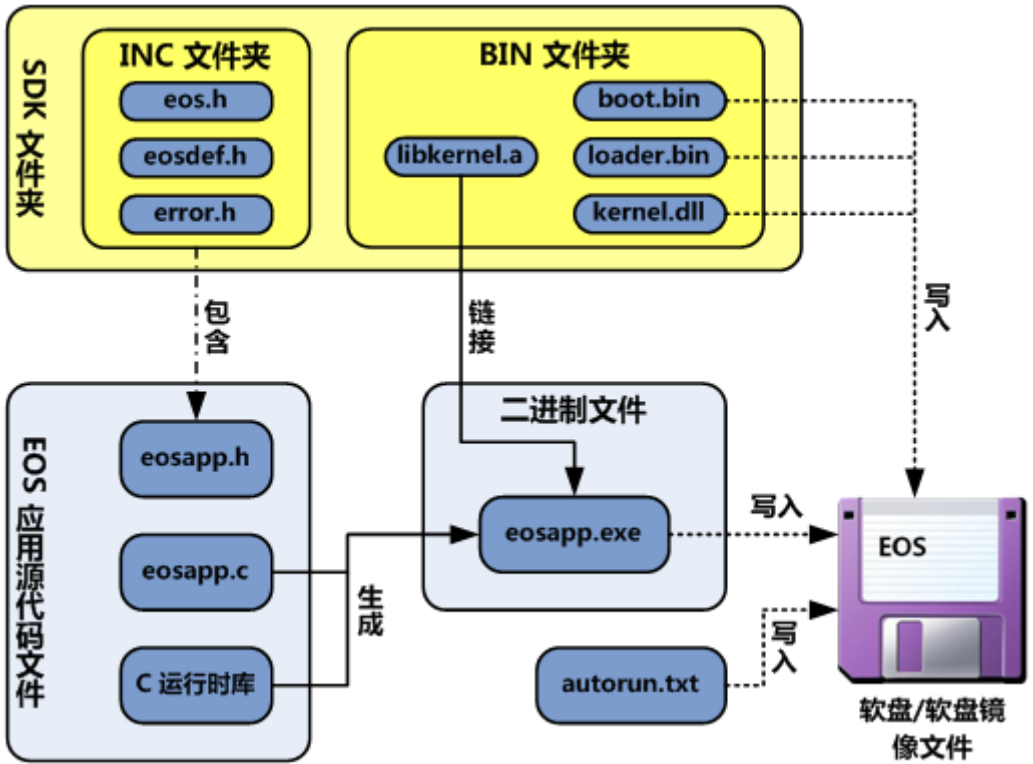 SDK 文件夹
INC 文件夹
eos.h
eosdef.h
error.h
BIN 文件夹
libkernel.a
boot.bin
loader.bin
kernel.dll
包含
链接
写入
EOS 应用源代码文件
eosapp.h
eosapp.c
C 运行时库
生成
二进制文件
eosapp.exe
写入
autorun.txt
写入
EOS
软盘/软盘镜
像文件